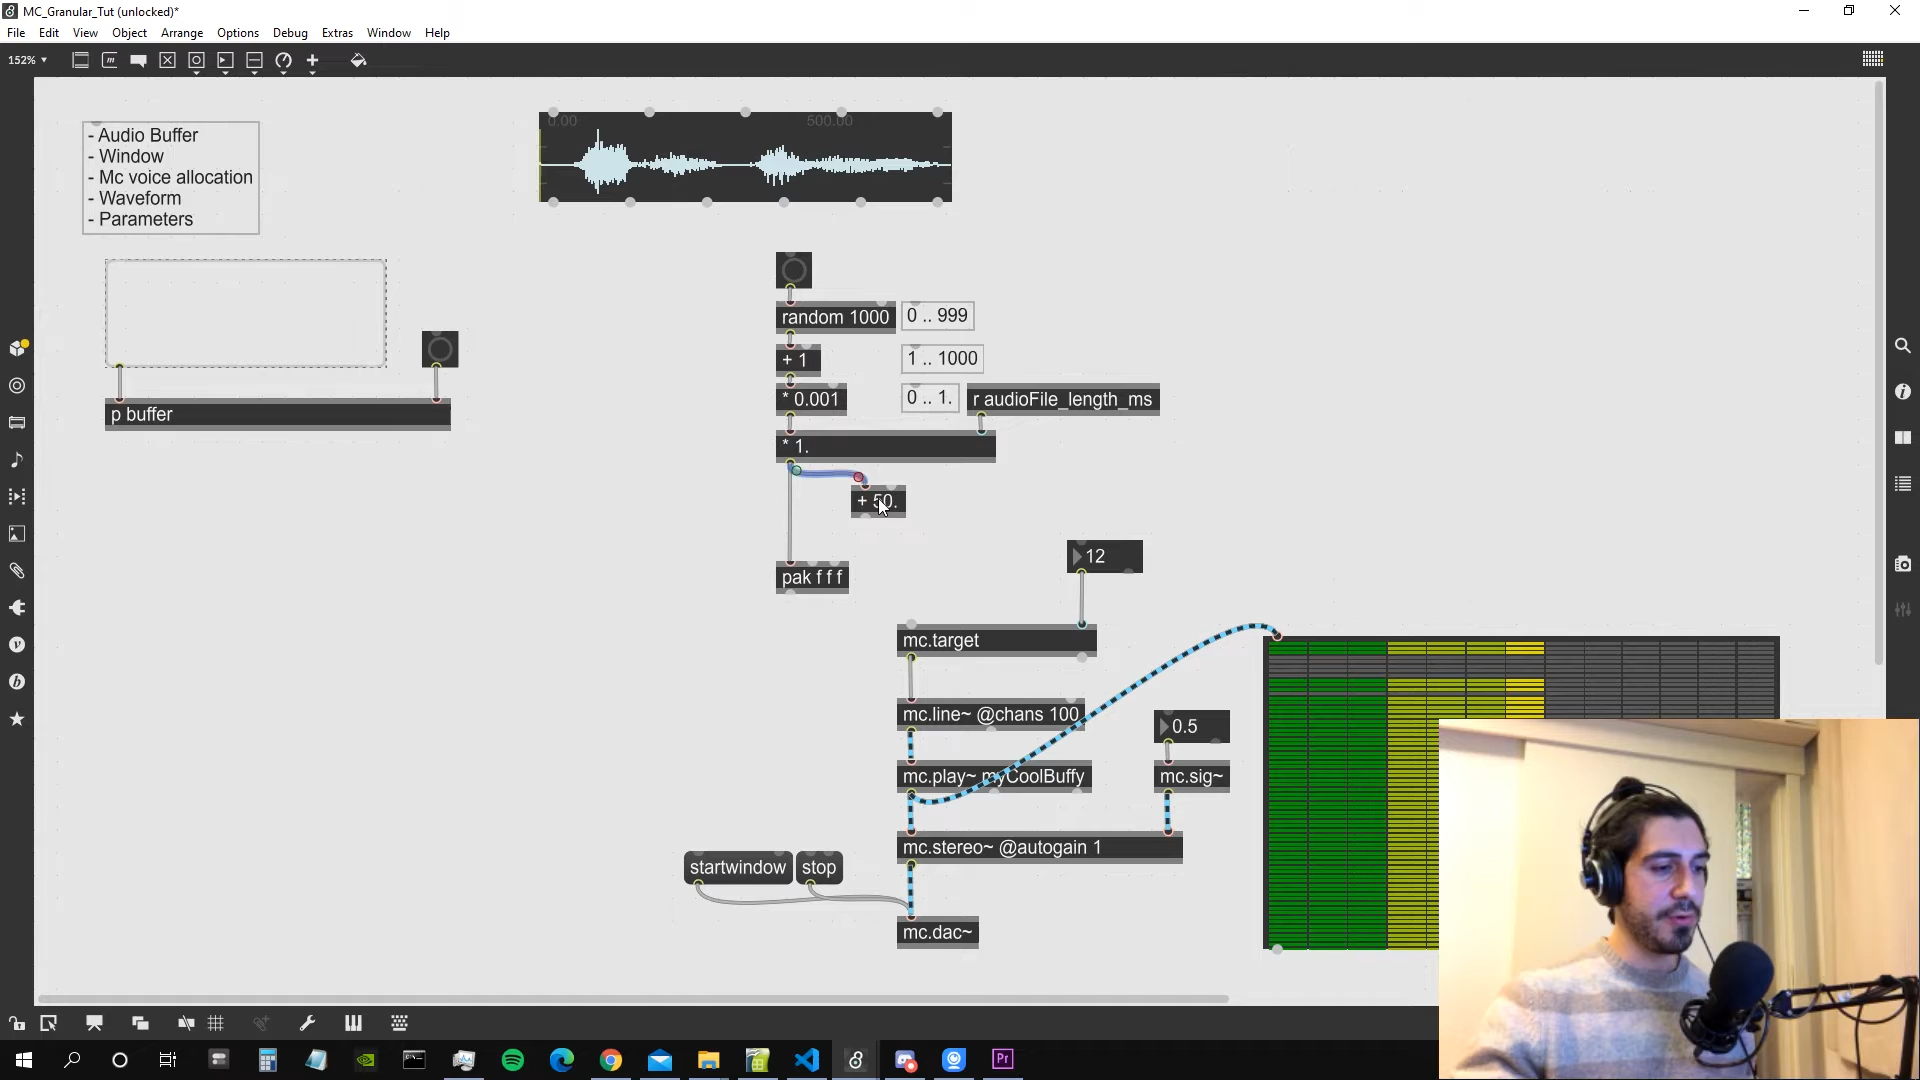 MC_Granular_Tut (unlocked)*
File Edit View Object Arrange Options Debug Extras Window Help
152%
- Audio Buffer
- Window
- Mc voice allocation
- Waveform
- Parameters
0.00 500.00
random 1000 0 .. 999
+ 1 1 .. 1000
* 0.001 0 .. 1. r audioFile_length_ms
p buffer
* 1.
+ 50.
12
pak f f f
mc.target
mc.line~ @chans 100
0.5
mc.play~ myCoolBuffy mc.sig~
mc.stereo~ @autogain 1
startwindow stop
mc.dac~
Pr